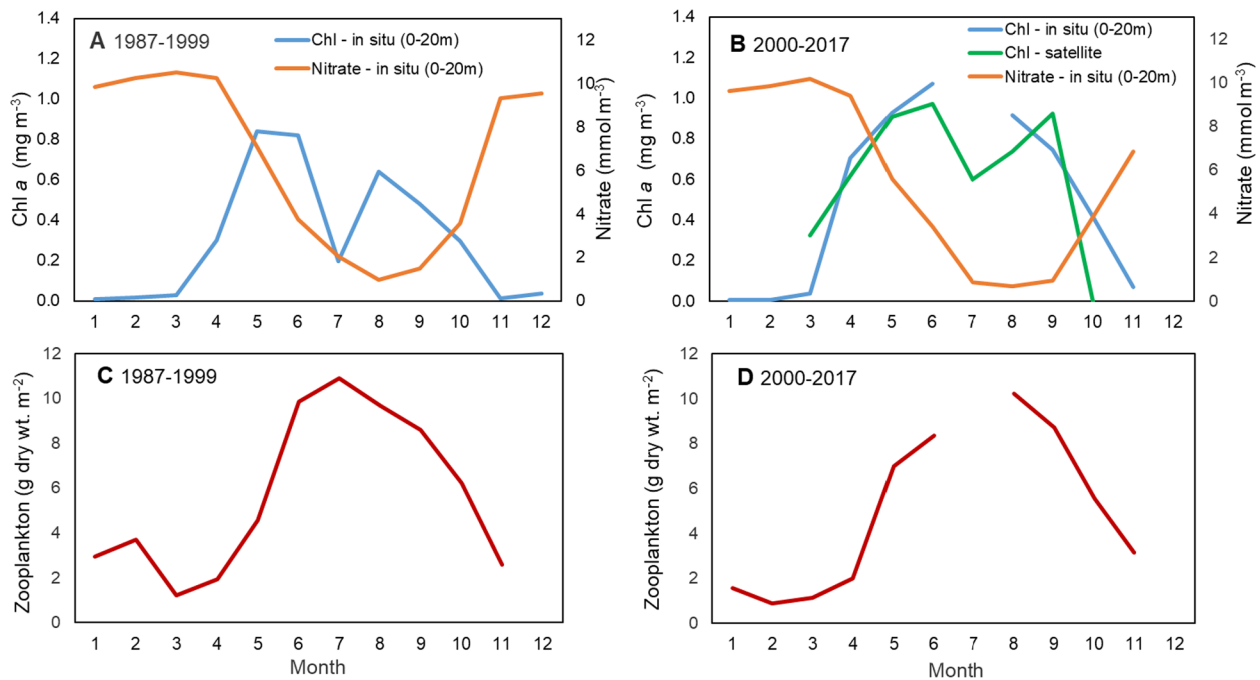 A 1987-1999
Chl - in situ (0-20m)
Nitrate - in situ (0-20m)
1.4
1.2
1.0
0.8
0.6
0.4
0.2
0.0
Chl a (mg m-3)
12
10
8
6
4
2
0
Nitrate (mmol m-3)
1 2 3 4 5 6 7 8 9 10 11 12
B 2000-2017
Chl - in situ (0-20m)
Chl - satellite
Nitrate - in situ (0-20m)
1.4
1.2
1.0
0.8
0.6
0.4
0.2
0.0
Chl a (mg m-3)
12
10
8
6
4
2
0
Nitrate (mmol m-3)
1 2 3 4 5 6 7 8 9 10 11 12
C 1987-1999
12
10
8
6
4
2
0
Zooplankton (g dry wt. m-2)
1 2 3 4 5 6 7 8 9 10 11 12
Month
D 2000-2017
12
10
8
6
4
2
0
Zooplankton (g dry wt. m-2)
1 2 3 4 5 6 7 8 9 10 11 12
Month